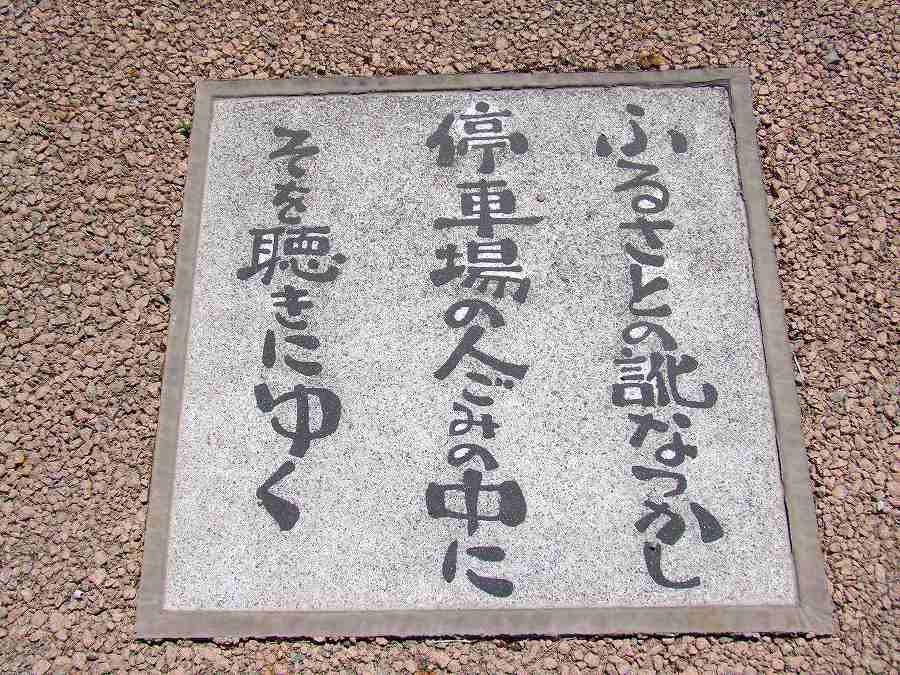 ふるさとの訛なつかし
停車場の人ごみの中に
そを聴きにゆく